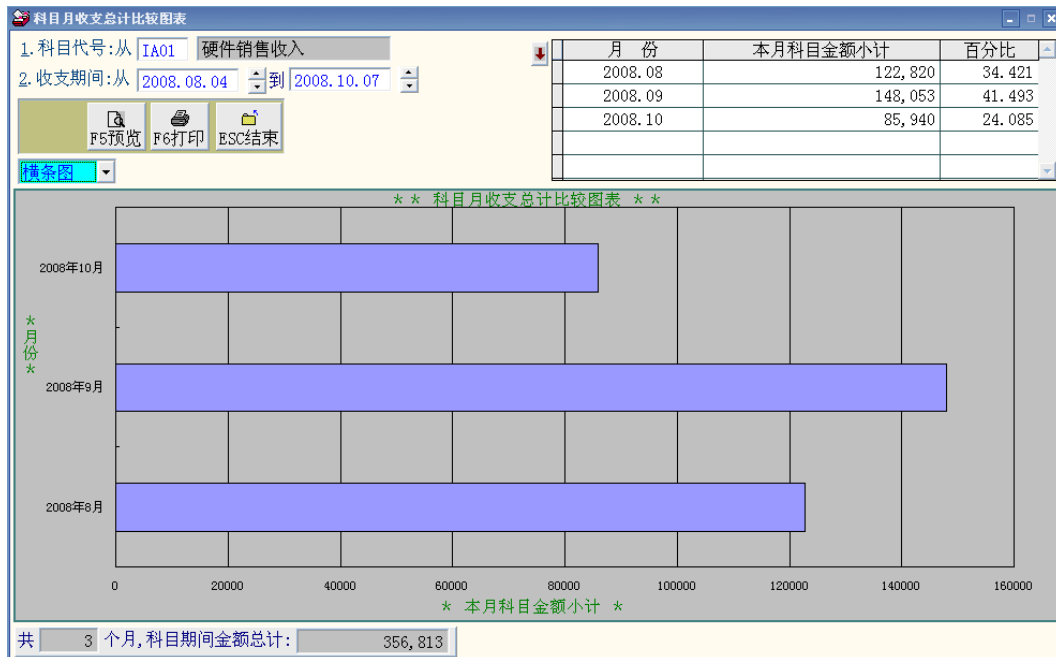 科目月收支总计比较图表
1.科目代号:从 IA01 硬件销售收入
2.收支期间:从 2008.08.04 到 2008.10.07
F5预览 F6打印 ESC结束
横条图
月 份 本月科目金额小计 百分比
2008.08 122,820 34.421
2008.09 148,053 41.493
2008.10 85,940 24.085
* * 科目月收支总计比较图表 * *
2008年10月
*月份*
2008年9月
2008年8月
0 20000 40000 60000 80000 100000 120000 140000 160000
* 本月科目金额小计 *
共 3 个月,科目期间金额总计: 356,813